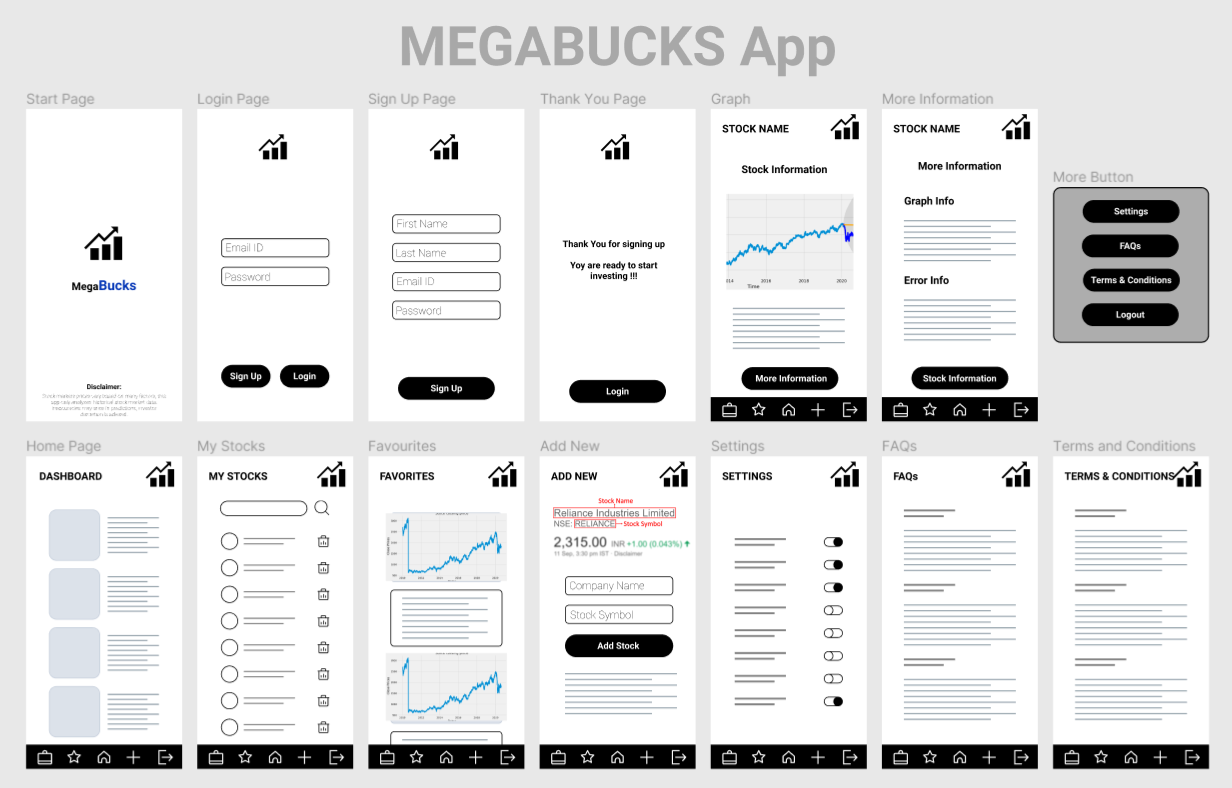 MEGABUCKS App
Start Page
MegaBucks
Disclaimer:
Login Page
Email ID
Password
Sign Up
Login
Sign Up Page
First Name
Last Name
Email ID
Password
Sign Up
Thank You Page
Thank You for signing up
Yoy are ready to start
investing !!!
Login
Graph
STOCK NAME
Stock Information
2016
2018
2020
Time
More Information
More Information
STOCK NAME
More Information
Graph Info
Error Info
Stock Information
More Button
Settings
FAQs
Terms & Conditions
Logout
Home Page
DASHBOARD
My Stocks
MY STOCKS
Favourites
FAVORITES
Add New
ADD NEW
Stock Name
Reliance Industries Limited
NSE: RELIANCE Stock Symbol
2,315.00 INR +1.00 (0.043%)
11 Sep, 3:30 pm IST · Disclaimer
Company Name
Stock Symbol
Add Stock
Settings
SETTINGS
FAQs
FAQs
Terms and Conditions
TERMS & CONDITIONS